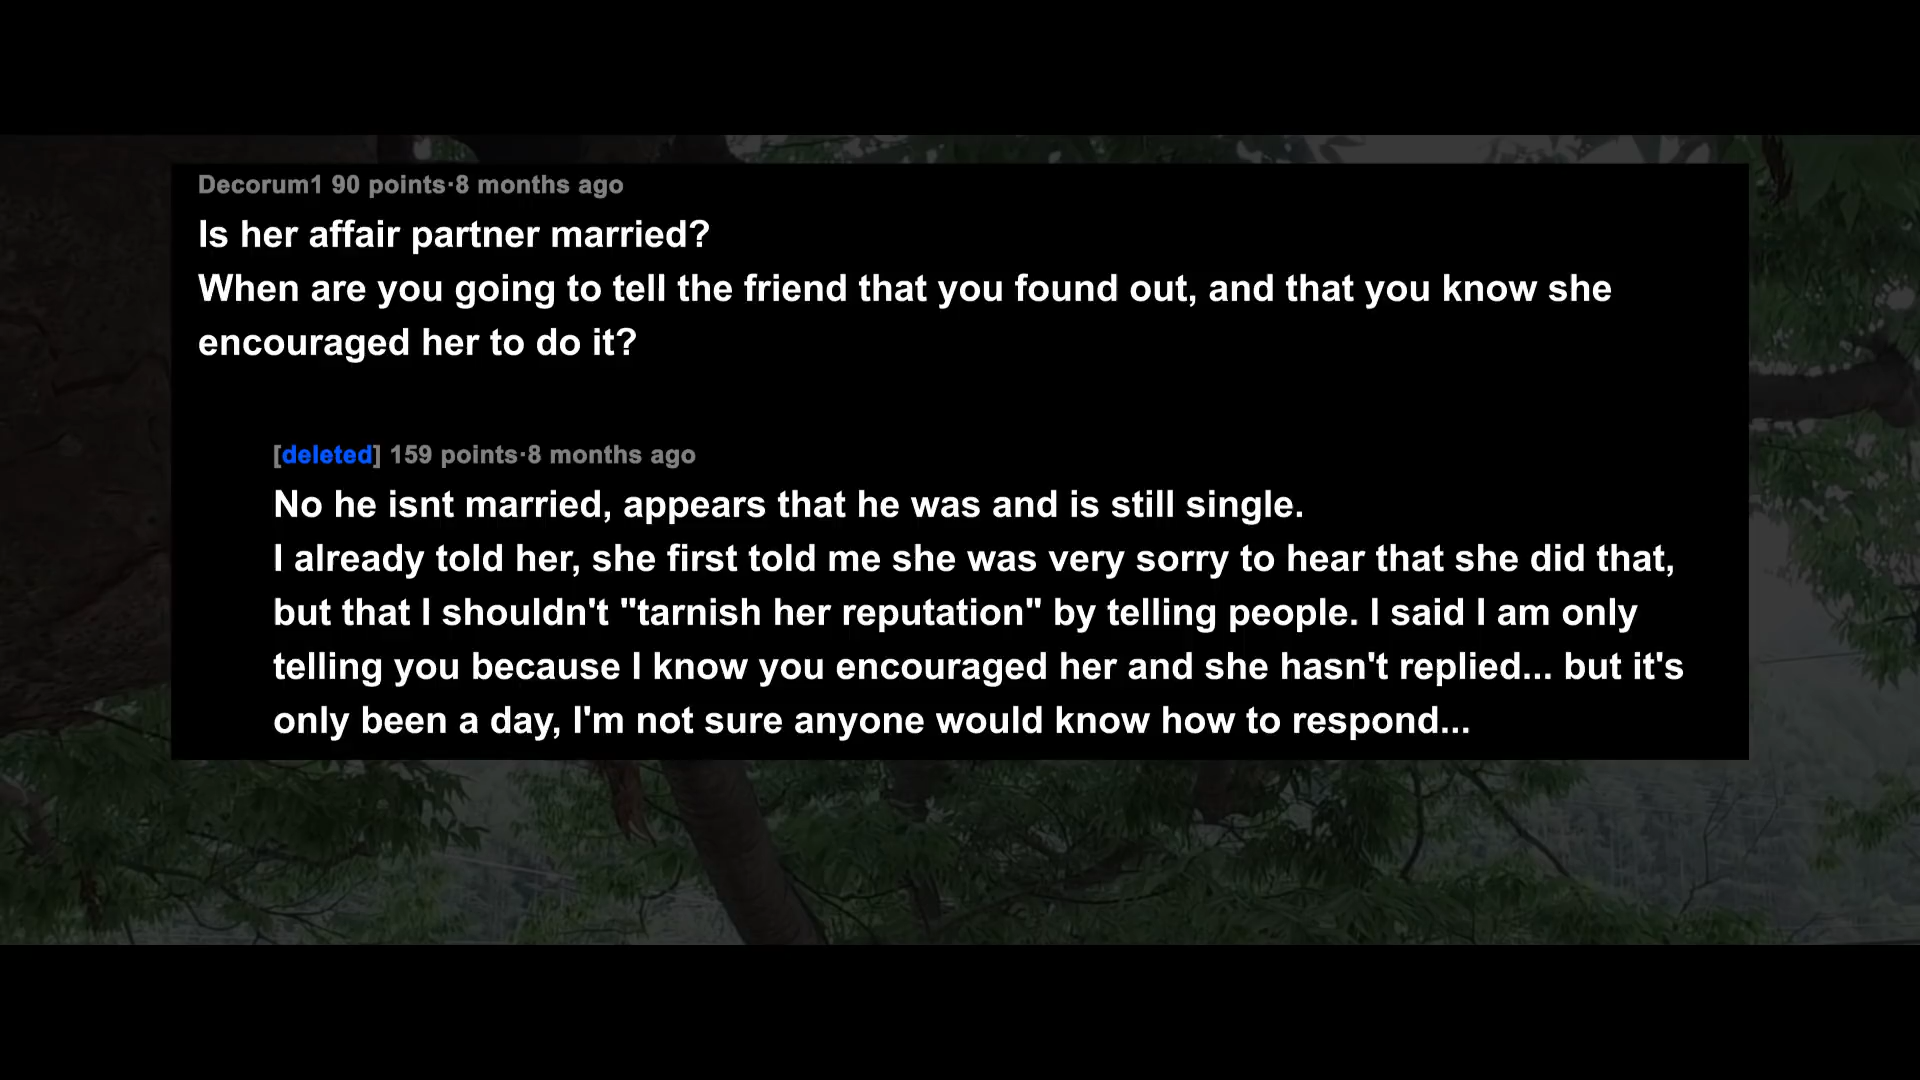 Decorum1 90 points·8 months ago
Is her affair partner married?
When are you going to tell the friend that you found out, and that you know she
encouraged her to do it?
[deleted] 159 points·8 months ago
No he isnt married, appears that he was and is still single.
I already told her, she first told me she was very sorry to hear that she did that,
but that I shouldn't "tarnish her reputation" by telling people. I said I am only
telling you because I know you encouraged her and she hasn't replied... but it's
only been a day, I'm not sure anyone would know how to respond...